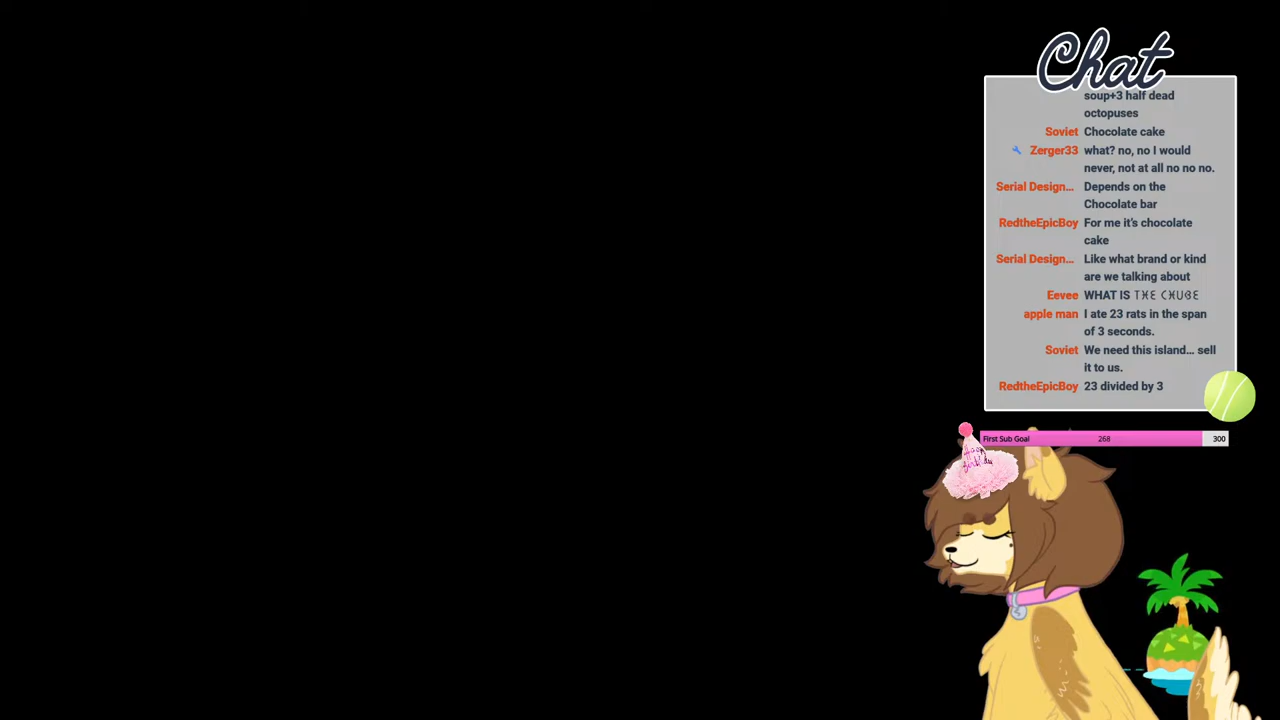 Chat
soup+3 half dead
octopuses
Soviet Chocolate cake
Zerger33 what? no, no I would
never, not at all no no no.
Serial Design... Depends on the
Chocolate bar
RedtheEpicBoy For me it's chocolate
cake
Serial Design... Like what brand or kind
are we talking about
Eevee WHAT IS
apple man I ate 23 rats in the span
of 3 seconds.
Soviet We need this island... sell
it to us.
RedtheEpicBoy 23 divided by 3
First Sub Goal 268 300